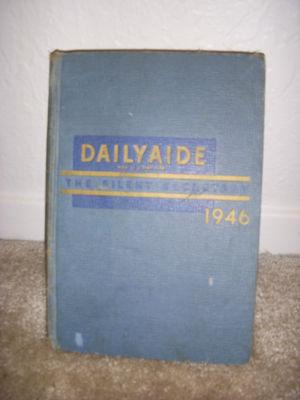 DAILYAIDE
THE SILENT SECRETARY
1946